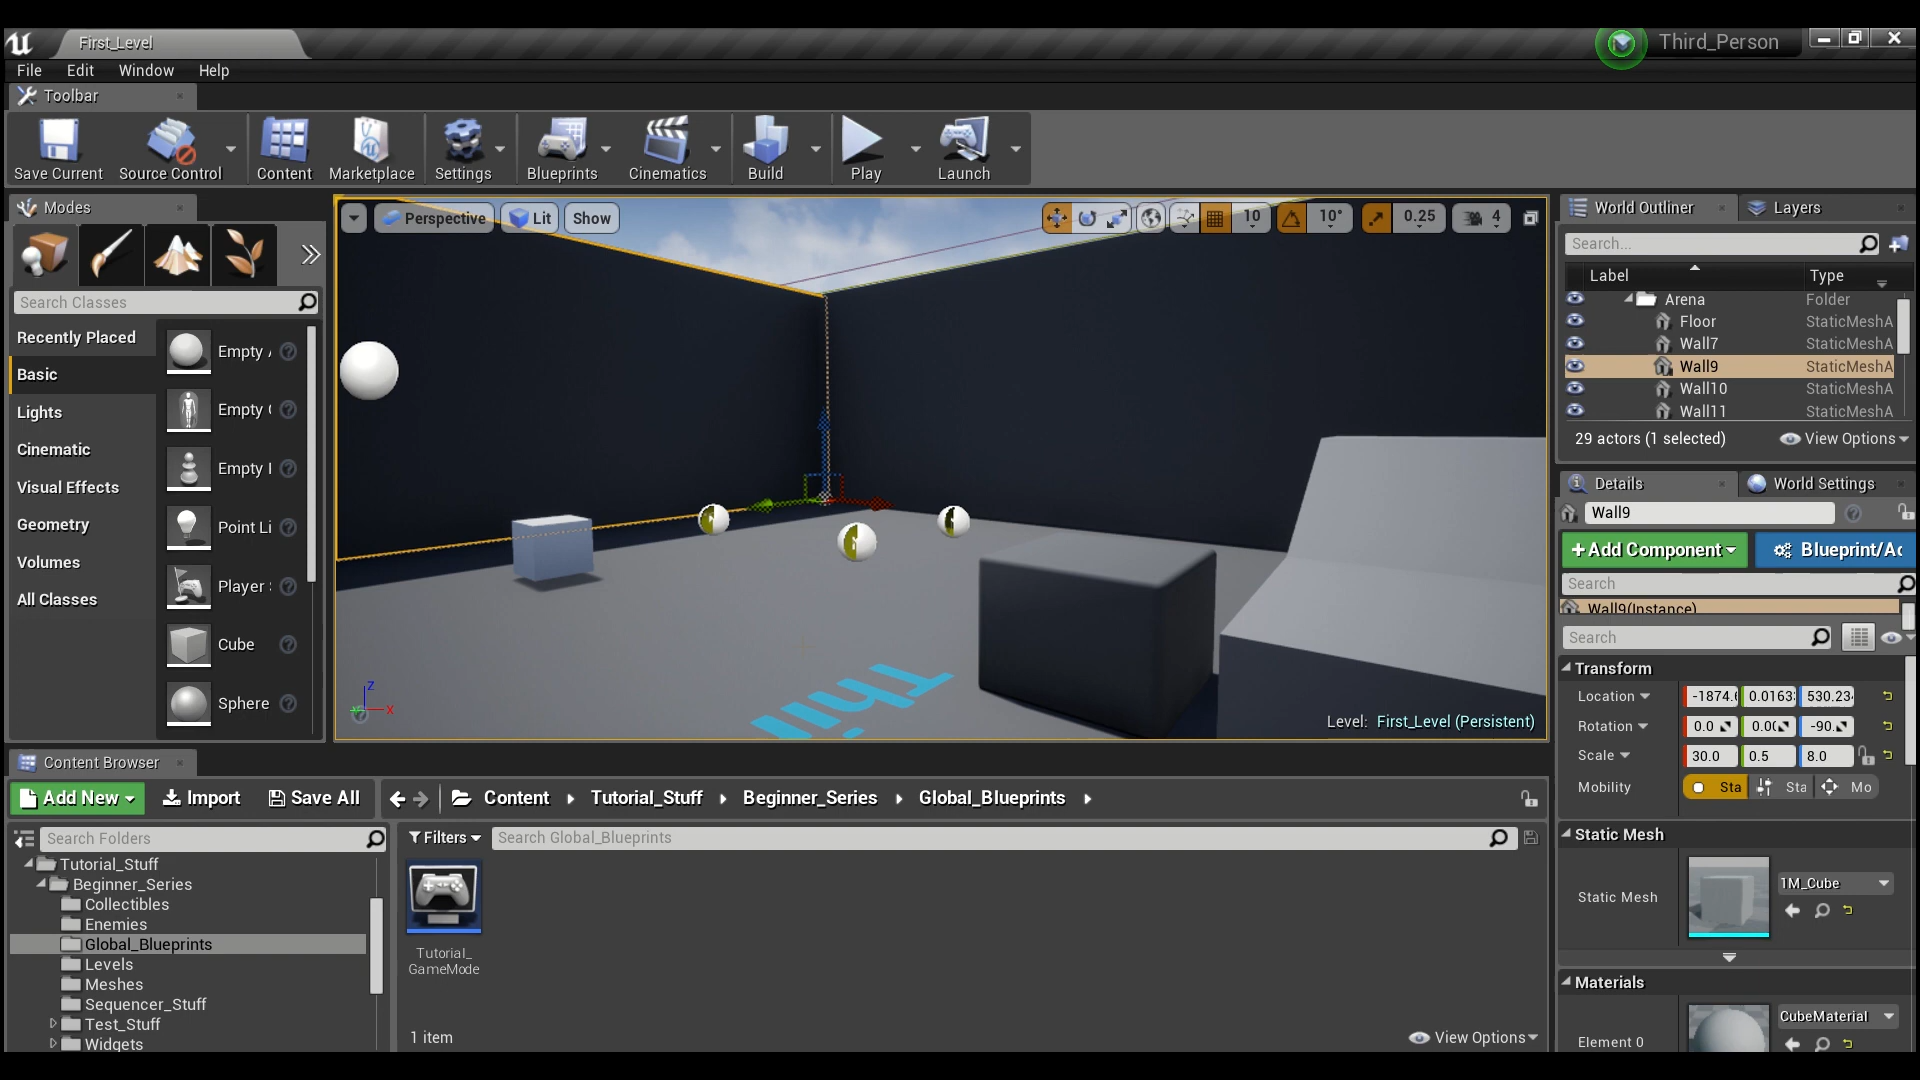 First_Level
Third_Person
File Edit Window Help
Toolbar
Save Current Source Control Content Marketplace Settings Blueprints Cinematics Build Play Launch
Modes
Search Classes
Recently Placed
Basic
Lights
Cinematic
Visual Effects
Geometry
Volumes
All Classes
Empty
Empty
Empty
Point Li
Player
Cube
Sphere
Perspective Lit Show
10 10° 0.25 4
Z
X
Level: First_Level (Persistent)
World Outliner Layers
Search...
Label Type
Arena Folder
Floor StaticMeshA
Wall7 StaticMeshA
Wall9 StaticMeshA
Wall10 StaticMeshA
Wall11 StaticMeshA
29 actors (1 selected) View Options
Details World Settings
Wall9
+Add Component Blueprint/Ac
Search
Wall9(Instance)
Search
Transform
Location -1874. 0.0163 530.23
Rotation 0.0 0.0 -90.
Scale 30.0 0.5 8.0
Mobility Sta Sta Mo
Static Mesh
Static Mesh 1M_Cube
Materials
Element 0 CubeMaterial
Content Browser
Add New Import Save All Content Tutorial_Stuff Beginner_Series Global_Blueprints
Search Folders
Filters Search Global_Blueprints
Tutorial_Stuff
Beginner_Series
Collectibles
Enemies
Global_Blueprints
Levels
Meshes
Sequencer_Stuff
Test_Stuff
Widgets
Tutorial_
GameMode
1 item View Options